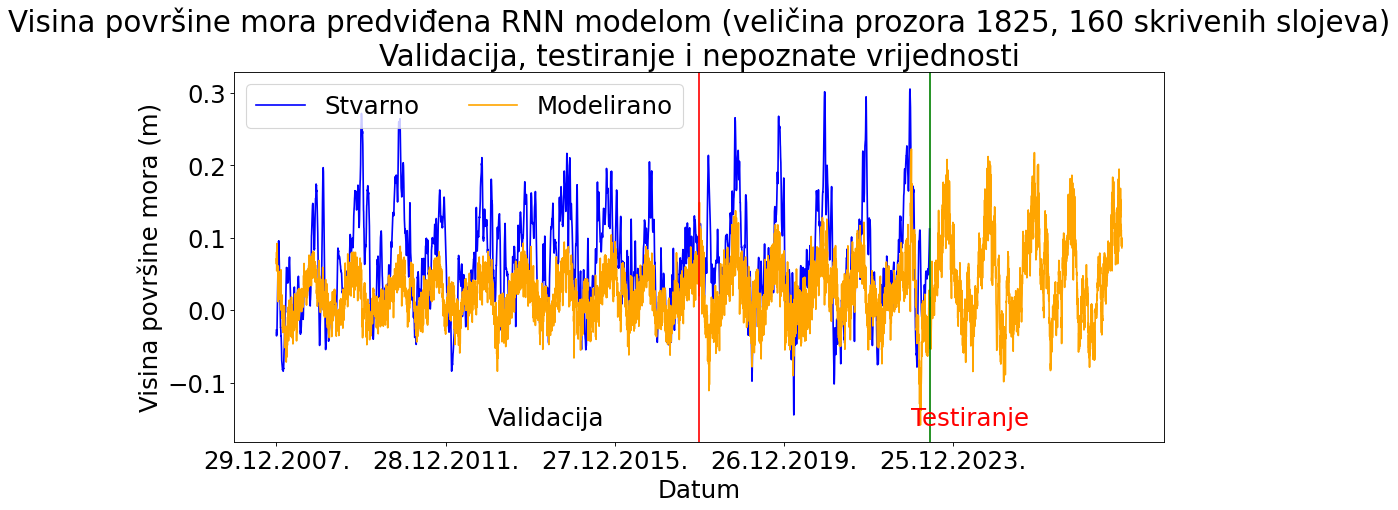 Visina površine mora predviđena RNN modelom (veličina prozora 1825, 160 skrivenih slojeva)
Validacija, testiranje i nepoznate vrijednosti
Stvarno
Modelirano
Visina površine mora (m)
0.3
0.2
0.1
0.0
−0.1
Validacija
Testiranje
29.12.2007.
28.12.2011.
27.12.2015.
26.12.2019.
25.12.2023.
Datum